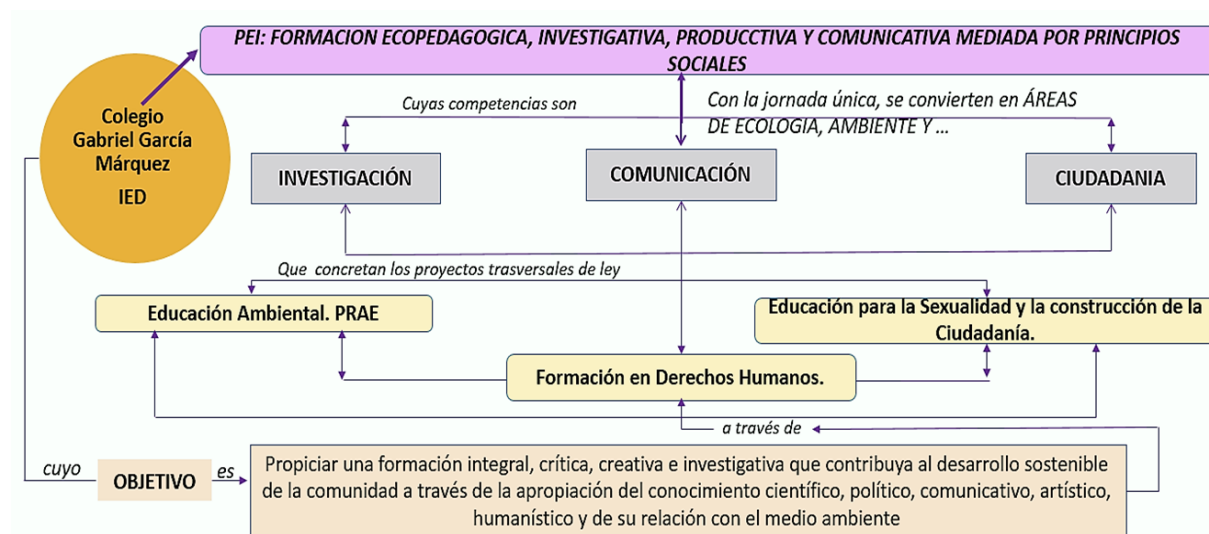 PEI: FORMACION ECOPEDAGOGICA, INVESTIGATIVA, PRODUCCTIVA Y COMUNICATIVA MEDIADA POR PRINCIPIOS
SOCIALES
Colegio
Gabriel García
Márquez
IED
Cuyas competencias son
Con la jornada única, se convierten en ÁREAS
DE ECOLOGIA, AMBIENTE Y ...
INVESTIGACIÓN
COMUNICACIÓN
CIUDADANIA
Que concretan los proyectos trasversales de ley
Educación Ambiental. PRAE
Educación para la Sexualidad y la construcción de la
Ciudadanía.
Formación en Derechos Humanos.
a través de
cuyo
OBJETIVO
es
Propiciar una formación integral, crítica, creativa e investigativa que contribuya al desarrollo sostenible
de la comunidad a través de la apropiación del conocimiento científico, político, comunicativo, artístico,
humanístico y de su relación con el medio ambiente